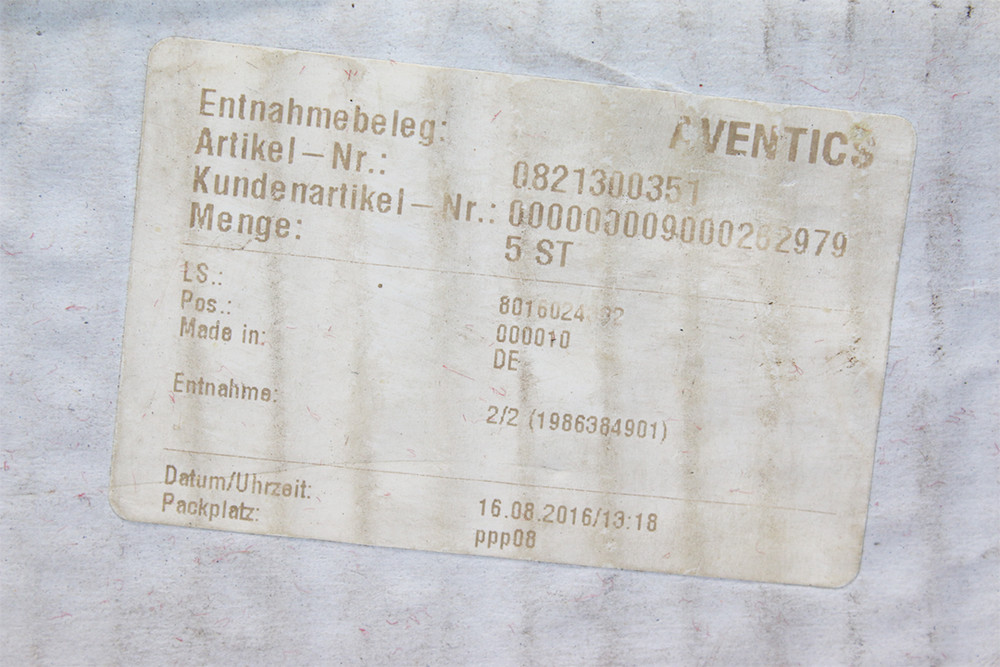 AVENTICS
Entnahmebeleg:
Artikel-Nr.: 0821300351
Kundenartikel-Nr.: 000000009000262979
Menge: 5 ST
LS.:
Pos.: 000010
Made in: DE
Entnahme: 2/2 (1986384901)
Datum/Uhrzeit: 16.08.2016/13:18
Packplatz: ppp08